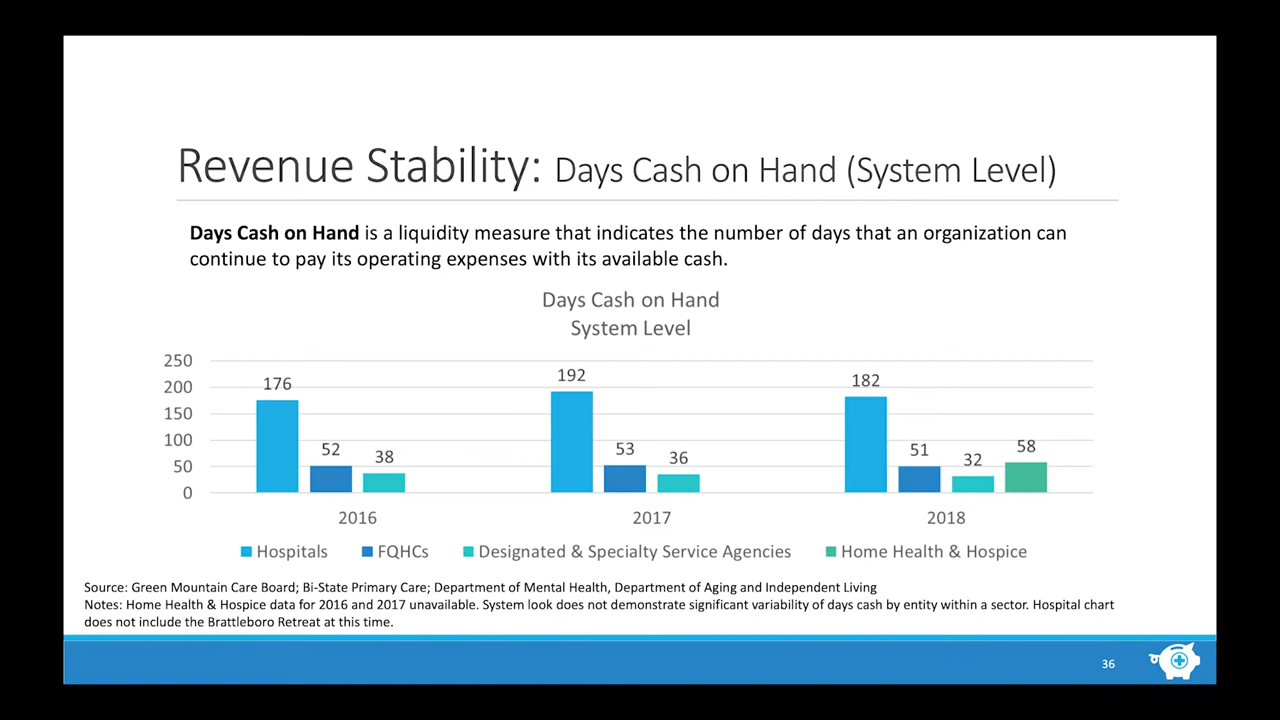 Revenue Stability: Days Cash on Hand (System Level)
Days Cash on Hand is a liquidity measure that indicates the number of days that an organization can
continue to pay its operating expenses with its available cash.
Days Cash on Hand
System Level
250
200
150
100
50
0
176
52
38
192
53
36
182
51
32
58
2016
2017
2018
Hospitals
FQHCs
Designated & Specialty Service Agencies
Home Health & Hospice
Source: Green Mountain Care Board; Bi-State Primary Care; Department of Mental Health, Department of Aging and Independent Living
Notes: Home Health & Hospice data for 2016 and 2017 unavailable. System look does not demonstrate significant variability of days cash by entity within a sector. Hospital chart
does not include the Brattleboro Retreat at this time.
36